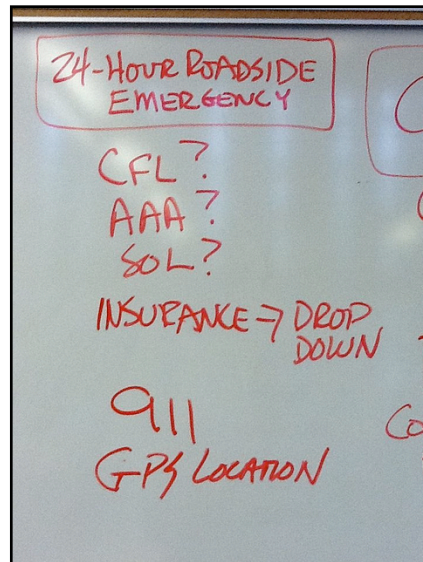 24-HOUR ROADSIDE
EMERGENCY
CFL?
AAA?
SOL?
INSURANCE → DROP
DOWN
911
GPS LOCATION